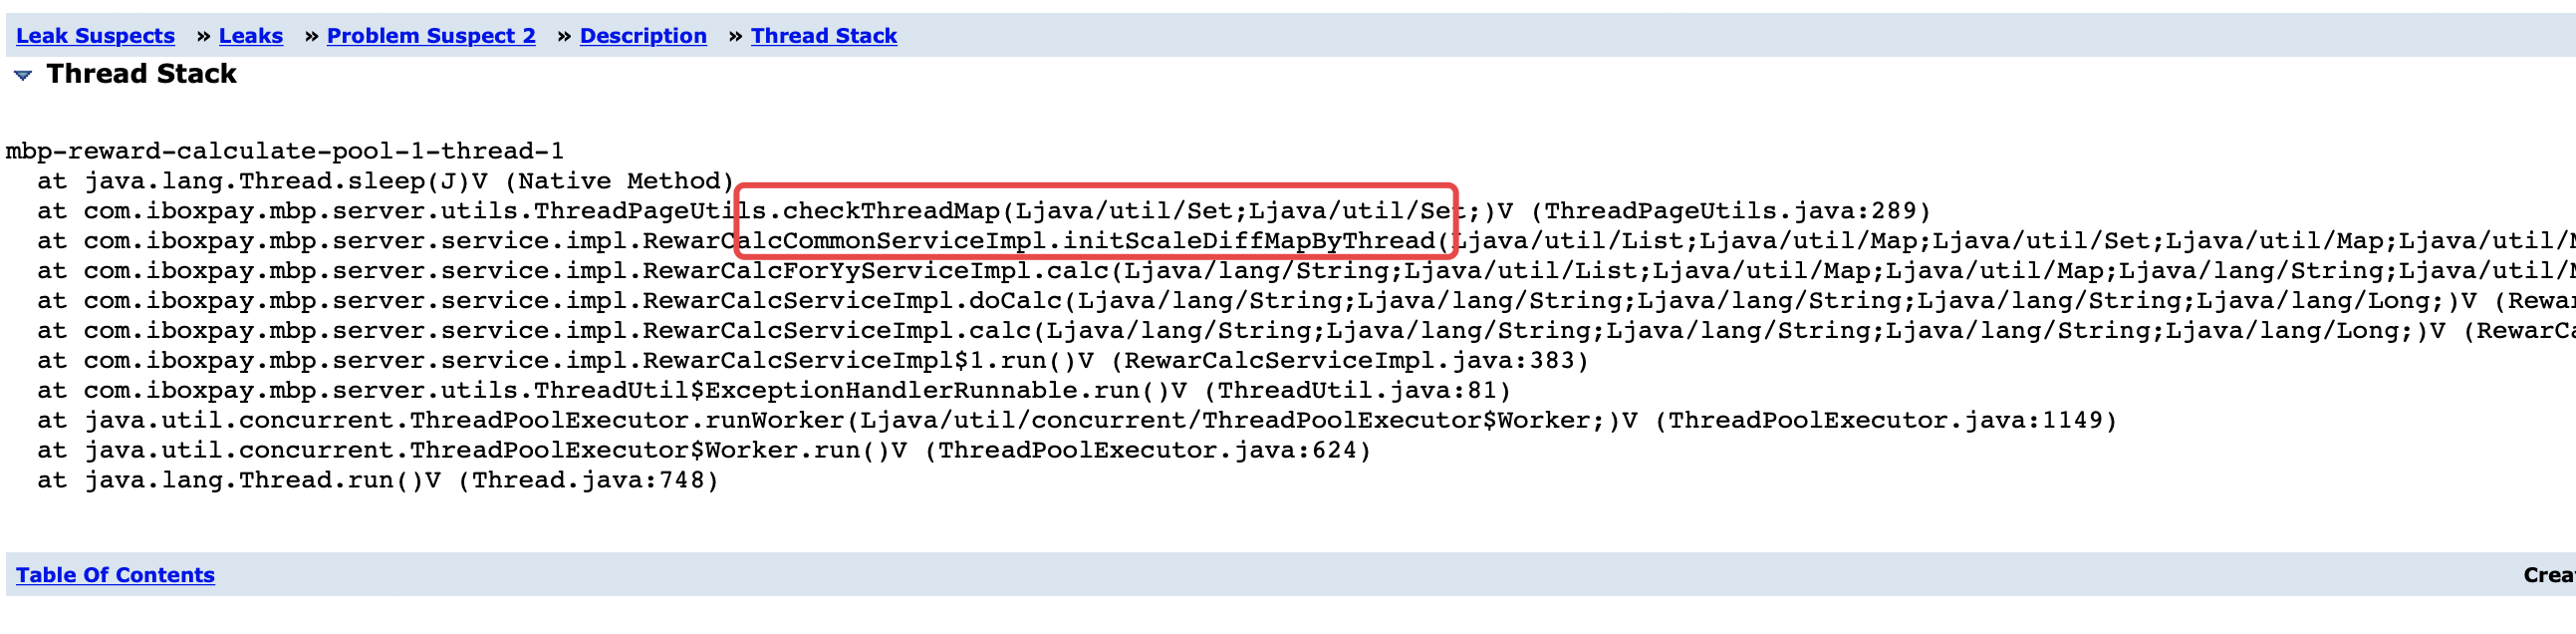 Leak Suspects » Leaks » Problem Suspect 2 » Description » Thread Stack
Thread Stack
mbp-reward-calculate-pool-1-thread-1
at java.lang.Thread.sleep(J)V (Native Method)
at com.iboxpay.mbp.server.utils.ThreadPageUtils.checkThreadMap(Ljava/util/Set;Ljava/util/Set;)V (ThreadPageUtils.java:289)
at com.iboxpay.mbp.server.service.impl.RewarCalcCommonServiceImpl.initScaleDiffMapByThread(Ljava/util/List;Ljava/util/Map;Ljava/util/Set;Ljava/util/Map;Ljava/util/M
at com.iboxpay.mbp.server.service.impl.RewarCalcForYyServiceImpl.calc(Ljava/lang/String;Ljava/util/List;Ljava/util/Map;Ljava/util/Map;Ljava/lang/String;Ljava/util/M
at com.iboxpay.mbp.server.service.impl.RewarCalcServiceImpl.doCalc(Ljava/lang/String;Ljava/lang/String;Ljava/lang/String;Ljava/lang/String;Ljava/lang/Long;)V (Rewar
at com.iboxpay.mbp.server.service.impl.RewarCalcServiceImpl.calc(Ljava/lang/String;Ljava/lang/String;Ljava/lang/String;Ljava/lang/String;Ljava/lang/Long;)V (RewarCa
at com.iboxpay.mbp.server.service.impl.RewarCalcServiceImpl$1.run()V (RewarCalcServiceImpl.java:383)
at com.iboxpay.mbp.server.utils.ThreadUtil$ExceptionHandlerRunnable.run()V (ThreadUtil.java:81)
at java.util.concurrent.ThreadPoolExecutor.runWorker(Ljava/util/concurrent/ThreadPoolExecutor$Worker;)V (ThreadPoolExecutor.java:1149)
at java.util.concurrent.ThreadPoolExecutor$Worker.run()V (ThreadPoolExecutor.java:624)
at java.lang.Thread.run()V (Thread.java:748)
Table Of Contents Crea